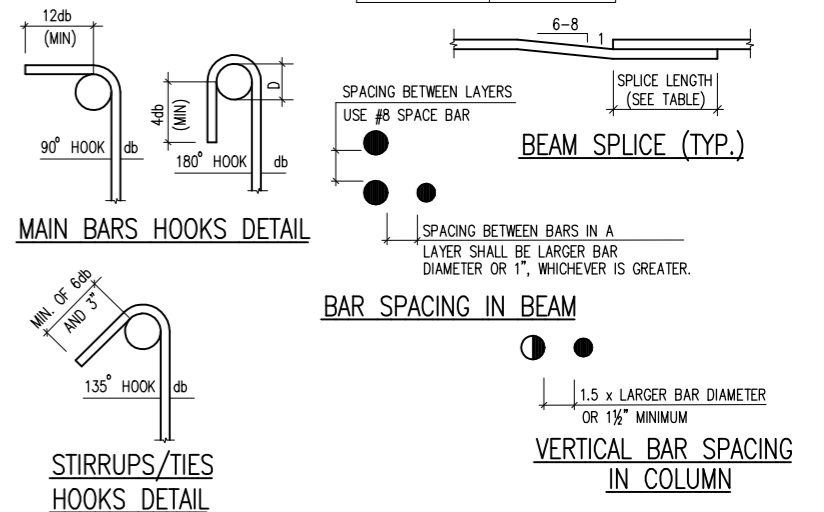 12db
(MIN)
4db
(MIN)
D
90° HOOK db
180° HOOK db
MAIN BARS HOOKS DETAIL
MIN. OF 6db
AND 3"
135° HOOK db
STIRRUPS/TIES
HOOKS DETAIL
SPACING BETWEEN LAYERS
USE #8 SPACE BAR
SPACING BETWEEN BARS IN A
LAYER SHALL BE LARGER BAR
DIAMETER OR 1", WHICHEVER IS GREATER.
BAR SPACING IN BEAM
6-8
1
SPLICE LENGTH
(SEE TABLE)
BEAM SPLICE (TYP.)
1.5 x LARGER BAR DIAMETER
OR 1½" MINIMUM
VERTICAL BAR SPACING
IN COLUMN